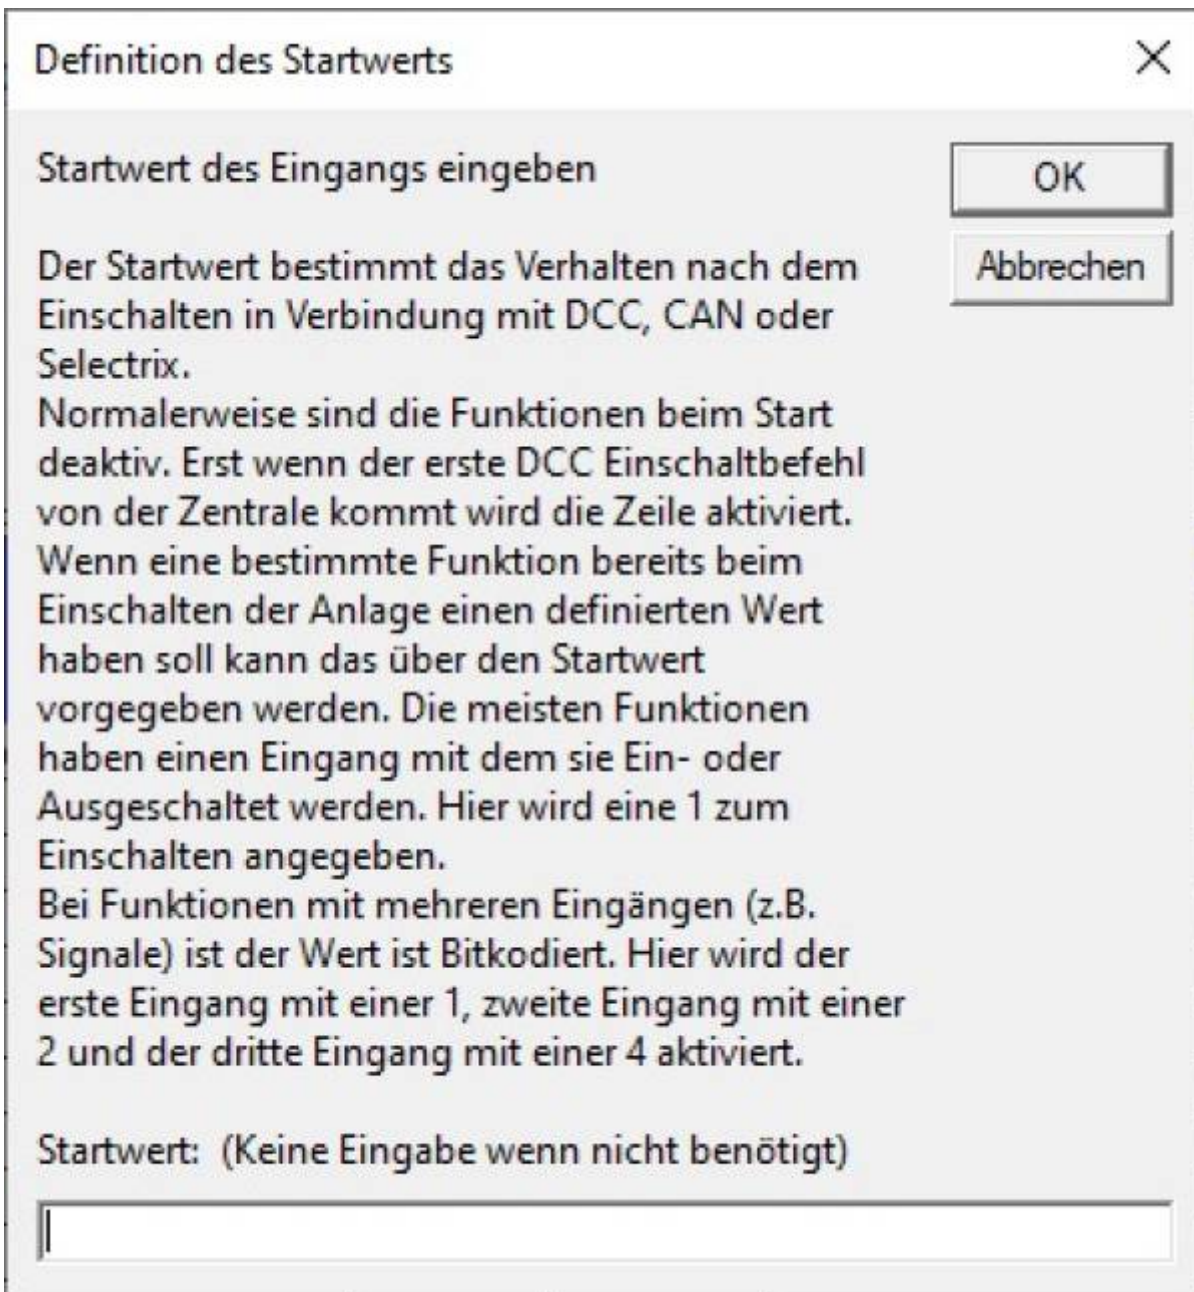 Definition des Startwerts
Startwert des Eingangs eingeben
OK
Abbrechen
Der Startwert bestimmt das Verhalten nach dem
Einschalten in Verbindung mit DCC, CAN oder
Selectrix.
Normalerweise sind die Funktionen beim Start
deaktiv. Erst wenn der erste DCC Einschaltbefehl
von der Zentrale kommt wird die Zeile aktiviert.
Wenn eine bestimmte Funktion bereits beim
Einschalten der Anlage einen definierten Wert
haben soll kann das über den Startwert
vorgegeben werden. Die meisten Funktionen
haben einen Eingang mit dem sie Ein- oder
Ausgeschaltet werden. Hier wird eine 1 zum
Einschalten angegeben.
Bei Funktionen mit mehreren Eingängen (z.B.
Signale) ist der Wert ist Bitkodiert. Hier wird der
erste Eingang mit einer 1, zweite Eingang mit einer
2 und der dritte Eingang mit einer 4 aktiviert.
Startwert: (Keine Eingabe wenn nicht benötigt)